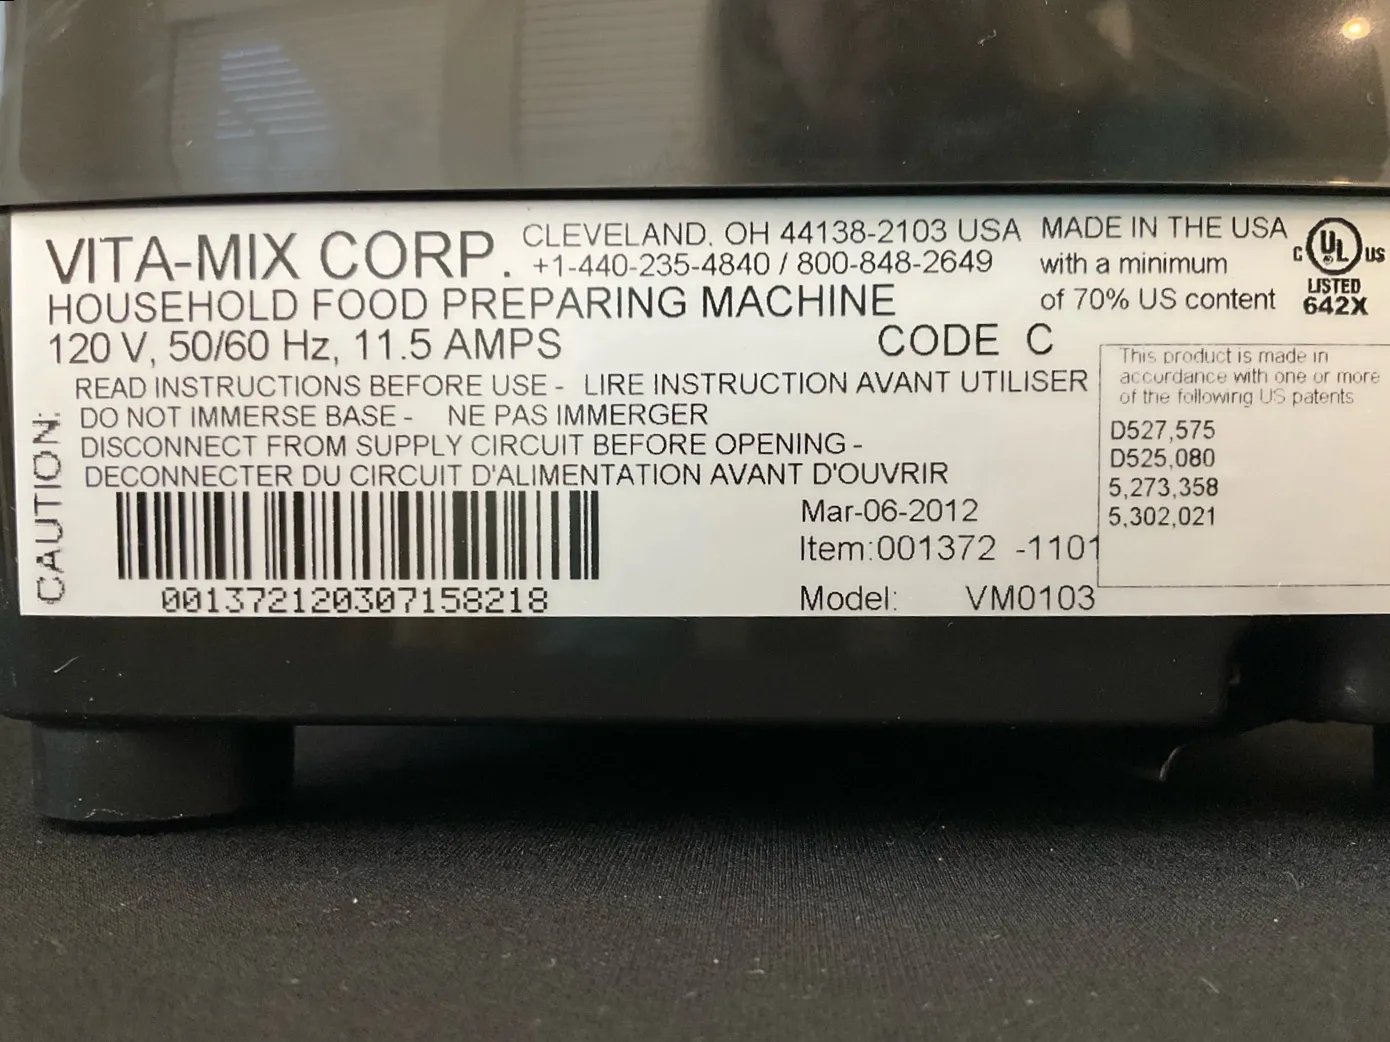 VITA-MIX CORP.
CLEVELAND, OH 44138-2103 USA
+1-440-235-4840 / 800-848-2649
MADE IN THE USA
with a minimum
of 70% US content
C UL US
®
LISTED
642X
HOUSEHOLD FOOD PREPARING MACHINE
120 V, 50/60 Hz, 11.5 AMPS
CODE C
CAUTION:
READ INSTRUCTIONS BEFORE USE - LIRE INSTRUCTION AVANT UTILISER
DO NOT IMMERSE BASE - NE PAS IMMERGER
DISCONNECT FROM SUPPLY CIRCUIT BEFORE OPENING -
DECONNECTER DU CIRCUIT D'ALIMENTATION AVANT D'OUVRIR
This product is made in
accordance with one or more
of the following US patents
D527,575
D525,080
5,273,358
5,302,021
001372120307158218
Mar-06-2012
Item:001372 -1101
Model: VM0103